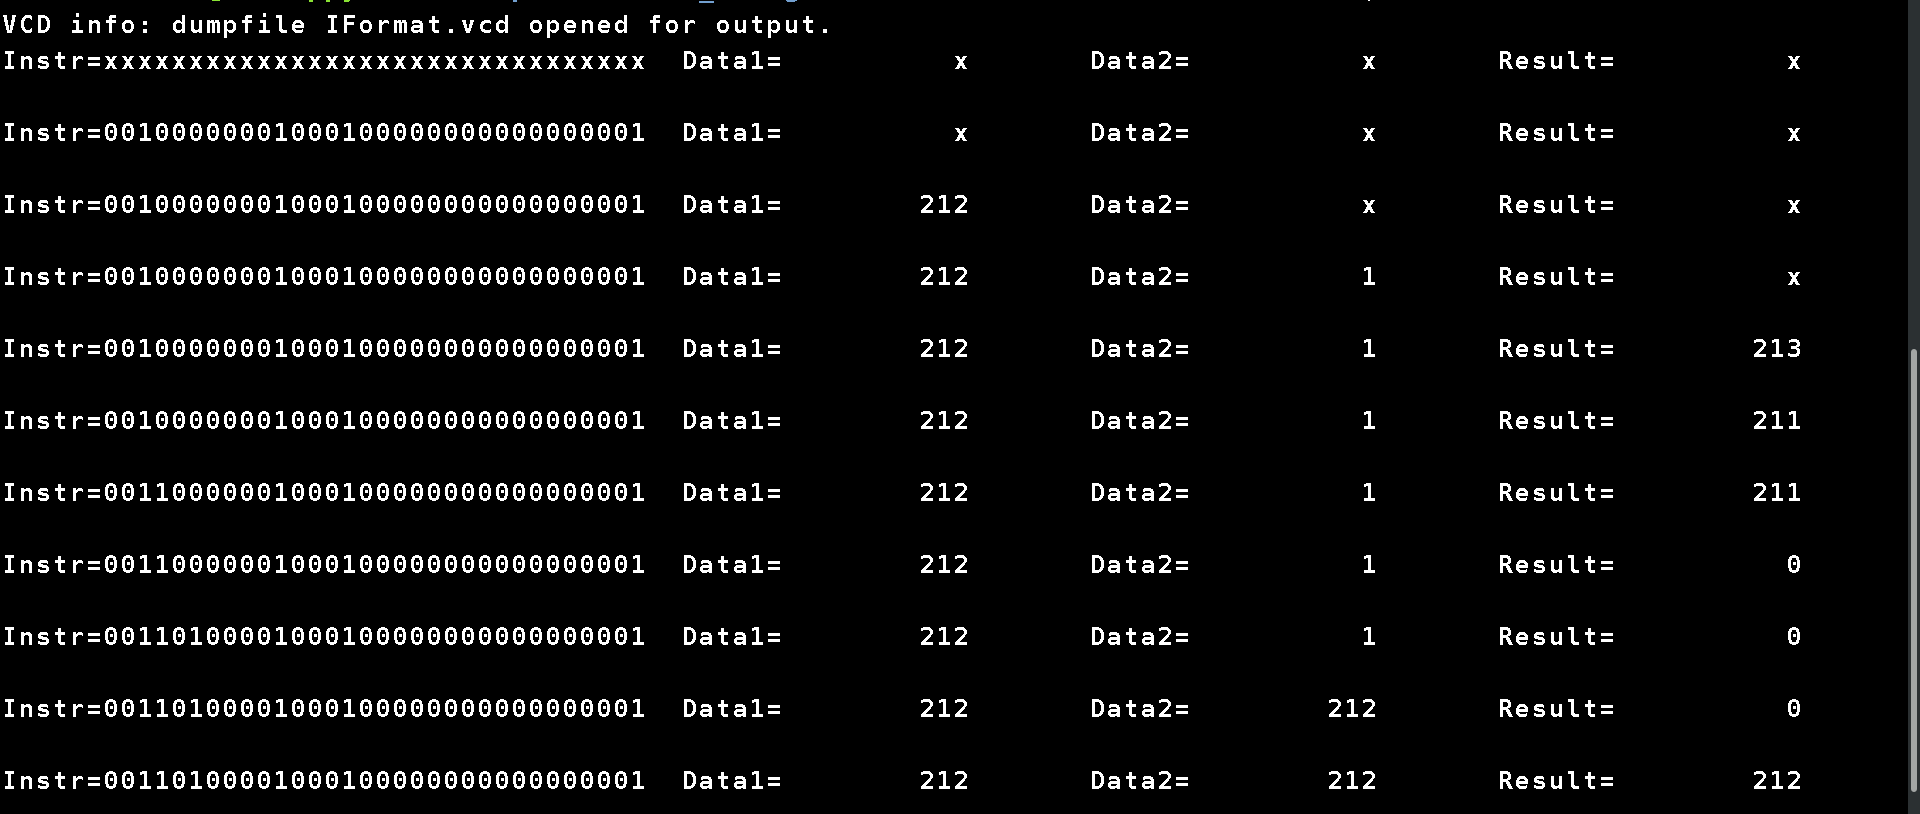 VCD info: dumpfile IFormat.vcd opened for output.
Instr=xxxxxxxxxxxxxxxxxxxxxxxxxxxxxxxx Data1= x Data2= x Result= x
Instr=00100000001000100000000000000001 Data1= x Data2= x Result= x
Instr=00100000001000100000000000000001 Data1= 212 Data2= x Result= x
Instr=00100000001000100000000000000001 Data1= 212 Data2= 1 Result= x
Instr=00100000001000100000000000000001 Data1= 212 Data2= 1 Result= 213
Instr=00100000001000100000000000000001 Data1= 212 Data2= 1 Result= 211
Instr=00110000001000100000000000000001 Data1= 212 Data2= 1 Result= 211
Instr=00110000001000100000000000000001 Data1= 212 Data2= 1 Result= 0
Instr=00110100001000100000000000000001 Data1= 212 Data2= 1 Result= 0
Instr=00110100001000100000000000000001 Data1= 212 Data2= 212 Result= 0
Instr=00110100001000100000000000000001 Data1= 212 Data2= 212 Result= 212